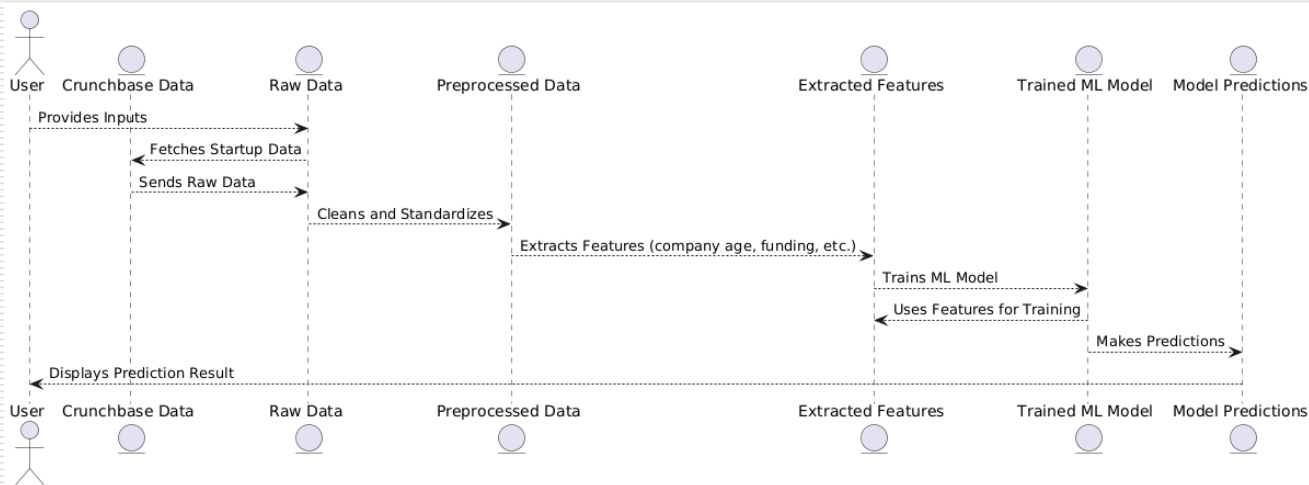 User Crunchbase Data Raw Data Preprocessed Data Extracted Features Trained ML Model Model Predictions
Provides Inputs
Fetches Startup Data
Sends Raw Data
Cleans and Standardizes
Extracts Features (company age, funding, etc.)
Trains ML Model
Uses Features for Training
Makes Predictions
Displays Prediction Result
User Crunchbase Data Raw Data Preprocessed Data Extracted Features Trained ML Model Model Predictions